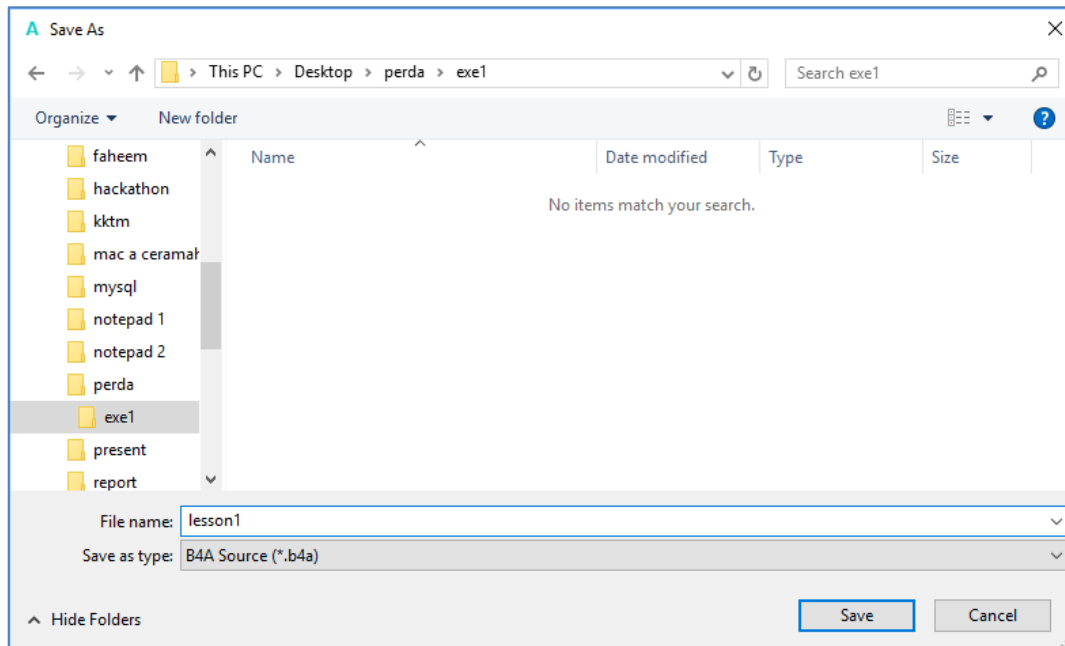 A Save As
This PC > Desktop > perda > exe1
Search exe1
Organize
New folder
Name
Date modified
Type
Size
No items match your search.
faheem
hackathon
kktm
mac a ceramah
mysql
notepad 1
notepad 2
perda
exe1
present
report
File name: lesson1
Save as type: B4A Source (*.b4a)
Hide Folders
Save
Cancel